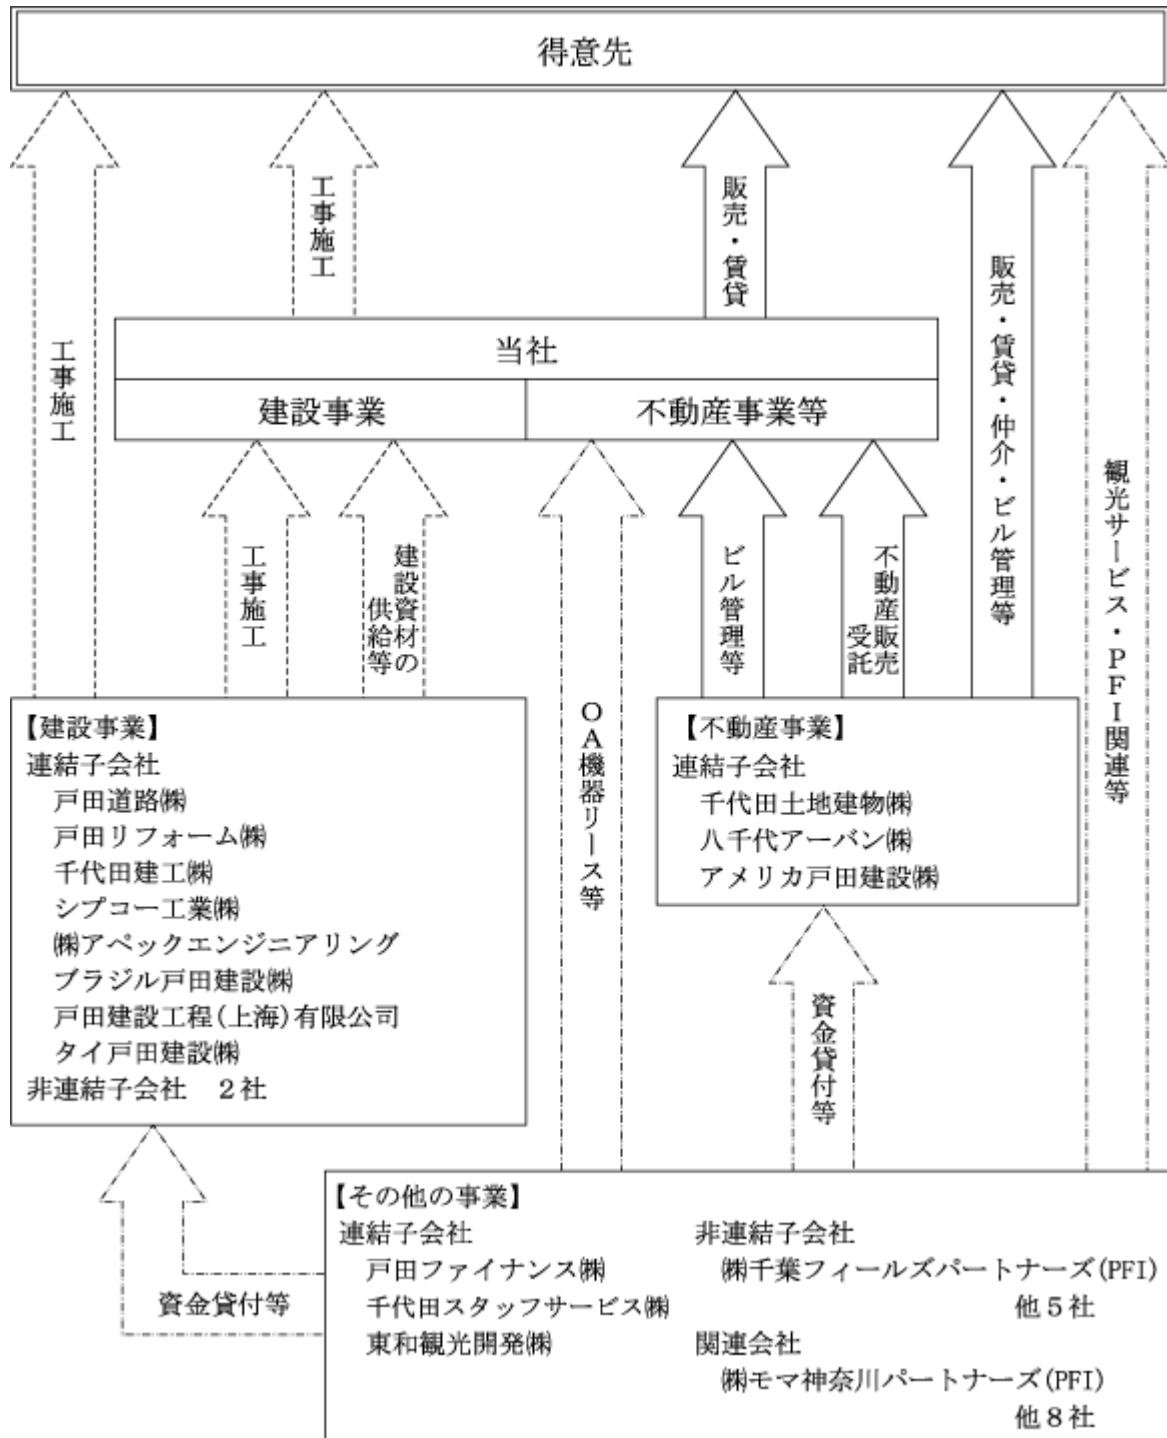 得意先
工事施工
販売・賃貸
工事施工
販売・賃貸・仲介・ビル管理等
観光サービス・PFI関連等
当社
建設事業
不動産事業等
工事施工
建設資材の
供給等
OA機器リース等
ビル管理等
不動産販売
受託
【建設事業】
連結子会社
戸田道路㈱
戸田リフォーム㈱
千代田建工㈱
シプコー工業㈱
㈱アペックエンジニアリング
ブラジル戸田建設㈱
戸田建設工程(上海)有限公司
タイ戸田建設㈱
非連結子会社　2社
【不動産事業】
連結子会社
千代田土地建物㈱
八千代アーバン㈱
アメリカ戸田建設㈱
資金貸付等
資金貸付等
【その他の事業】
連結子会社
戸田ファイナンス㈱
千代田スタッフサービス㈱
東和観光開発㈱
非連結子会社
㈱千葉フィールズパートナーズ(PFI)
他5社
関連会社
㈱モマ神奈川パートナーズ(PFI)
他8社